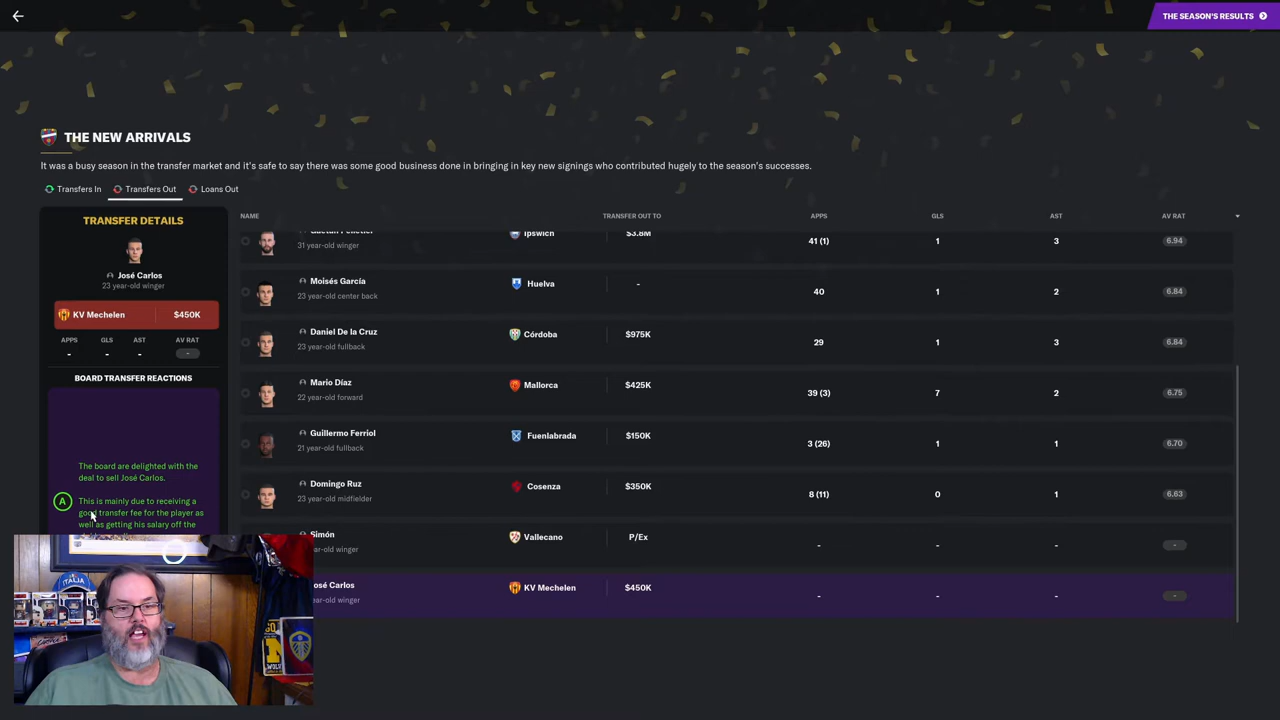 THE SEASON'S RESULTS
THE NEW ARRIVALS
It was a busy season in the transfer market and it's safe to say there was some good business done in bringing in key new signings who contributed hugely to the season's successes.
Transfers In Transfers Out Loans Out
TRANSFER DETAILS
José Carlos
23 year-old winger
KV Mechelen $450K
APPS GLS AST AV RAT
- - - -
BOARD TRANSFER REACTIONS
The board are delighted with the
deal to sell José Carlos.
A
This is mainly due to receiving a
good transfer fee for the player as
well as getting his salary off the
NAME TRANSFER OUT TO APPS GLS AST AV RAT
Ipswich $3.8M 41 (1) 1 3 6.94
31 year-old winger
Moisés García Huelva - 40 1 2 6.84
23 year-old center back
Daniel De la Cruz Córdoba $975K 29 1 3 6.84
23 year-old fullback
Mario Díaz Mallorca $425K 39 (3) 7 2 6.75
22 year-old forward
Guillermo Ferriol Fuenlabrada $150K 3 (26) 1 1 6.70
21 year-old fullback
Domingo Ruz Cosenza $350K 8 (11) 0 1 6.63
23 year-old midfielder
Simón Vallecano P/Ex - - - -
year-old winger
José Carlos KV Mechelen $450K - - - -
year-old winger
ITALIA